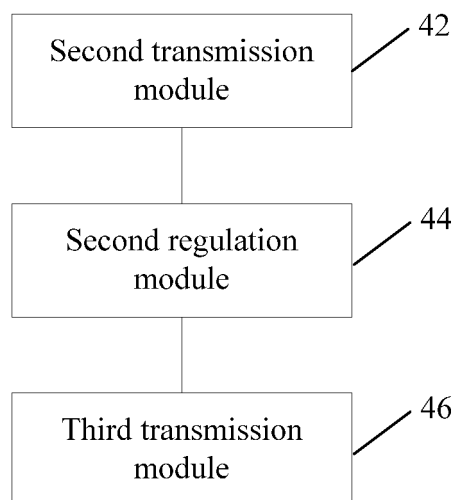 Second transmission
module
42
Second regulation
module
44
Third transmission
module
46